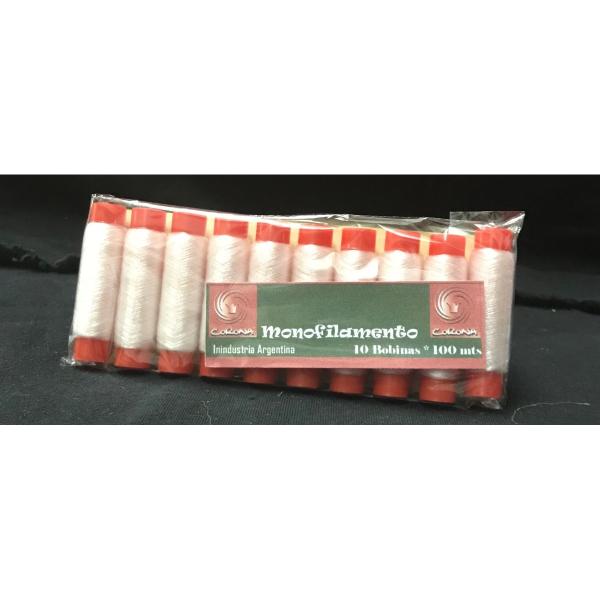 CORONA
Monofilamento
CORONA
Inindustria Argentina
10 Bobinas * 100 mts